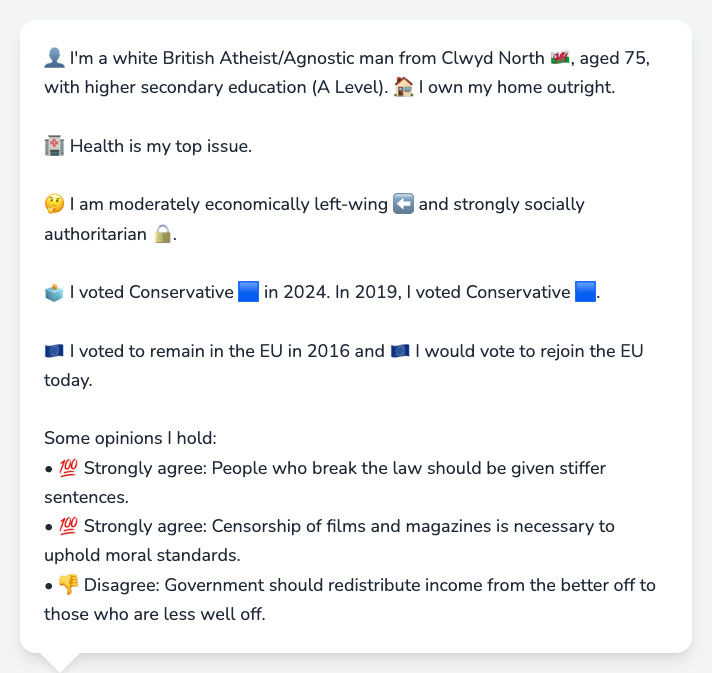 👤 I'm a white British Atheist/Agnostic man from Clwyd North 🏴󠁧󠁢󠁷󠁬󠁳󠁿, aged 75,
with higher secondary education (A Level). 🏠 I own my home outright.
🏥 Health is my top issue.
🤔 I am moderately economically left-wing ⬅️ and strongly socially
authoritarian 🔒.
🗳️ I voted Conservative 🟦 in 2024. In 2019, I voted Conservative 🟦.
🇪🇺 I voted to remain in the EU in 2016 and 🇪🇺 I would vote to rejoin the EU
today.
Some opinions I hold:
• 💯 Strongly agree: People who break the law should be given stiffer
sentences.
• 💯 Strongly agree: Censorship of films and magazines is necessary to
uphold moral standards.
• 👎 Disagree: Government should redistribute income from the better off to
those who are less well off.